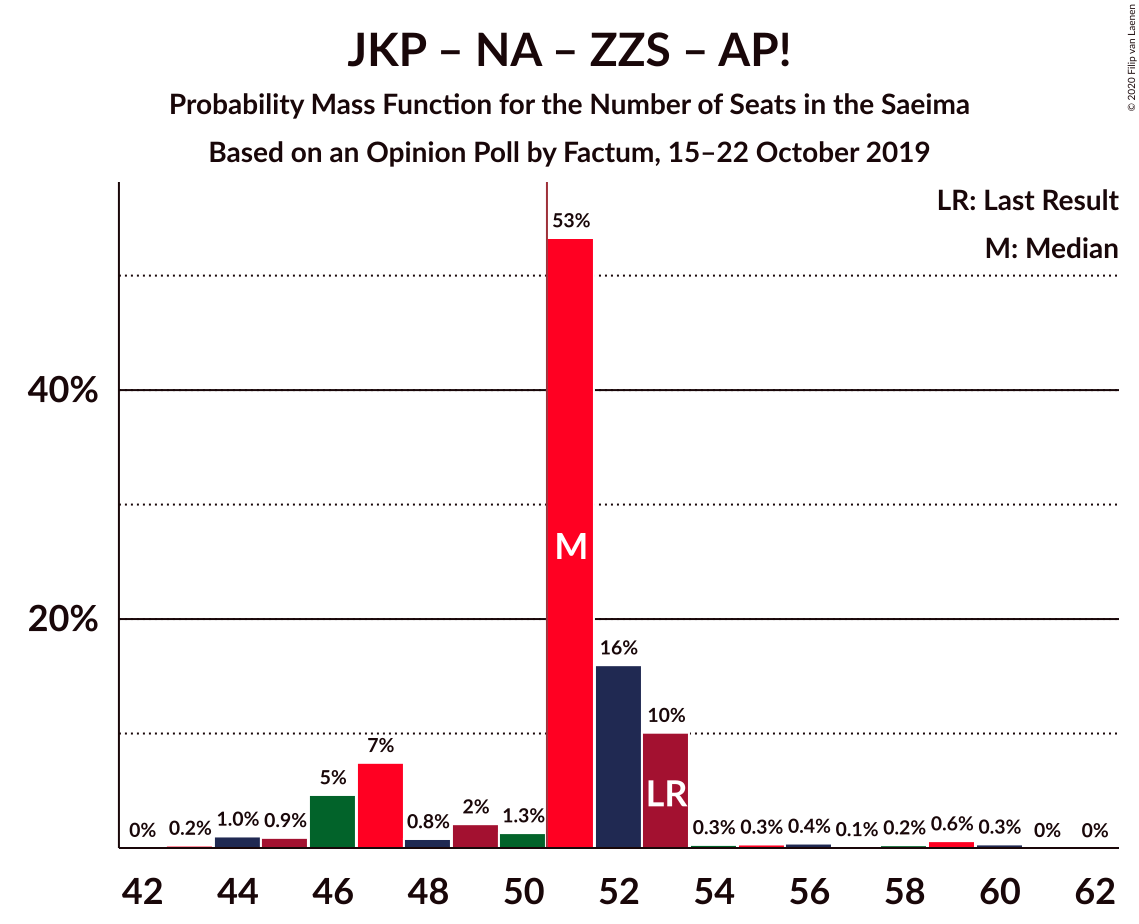 JKP – NA – ZZS – AP!
Probability Mass Function for the Number of Seats in the Saeima
Based on an Opinion Poll by Factum, 15–22 October 2019
© 2020 Filip van Laenen
LR: Last Result
M: Median
40%
20%
0%
0.2%
1.0%
0.9%
5%
7%
0.8%
2%
1.3%
53%
16%
10%
0.3%
0.3%
0.4%
0.1%
0.2%
0.6%
0.3%
0%
0%
M
LR
42 44 46 48 50 52 54 56 58 60 62